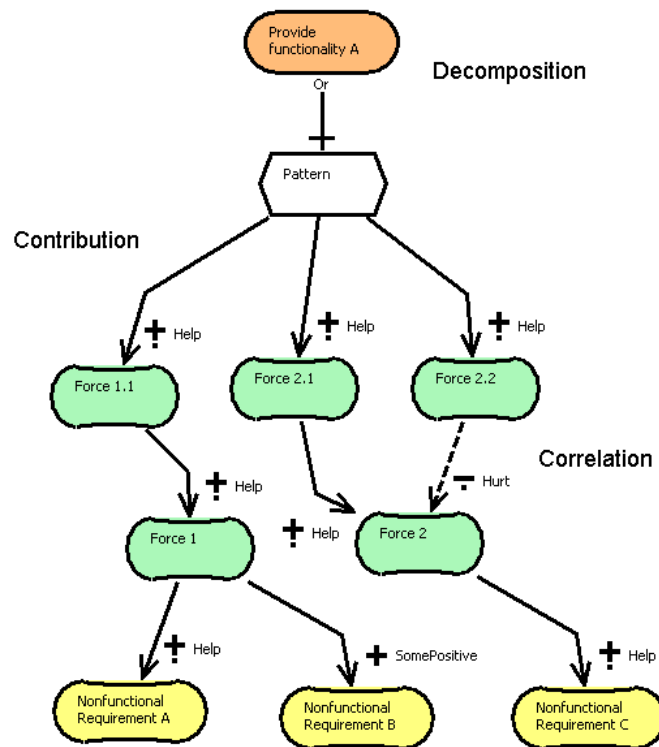 Provide
functionality A
Decomposition
Or
Pattern
Contribution
Help
Help
Help
Force 1.1
Force 2.1
Force 2.2
Correlation
Help
Hurt
Help
Force 1
Force 2
Help
SomePositive
Help
Nonfunctional
Requirement A
Nonfunctional
Requirement B
Nonfunctional
Requirement C